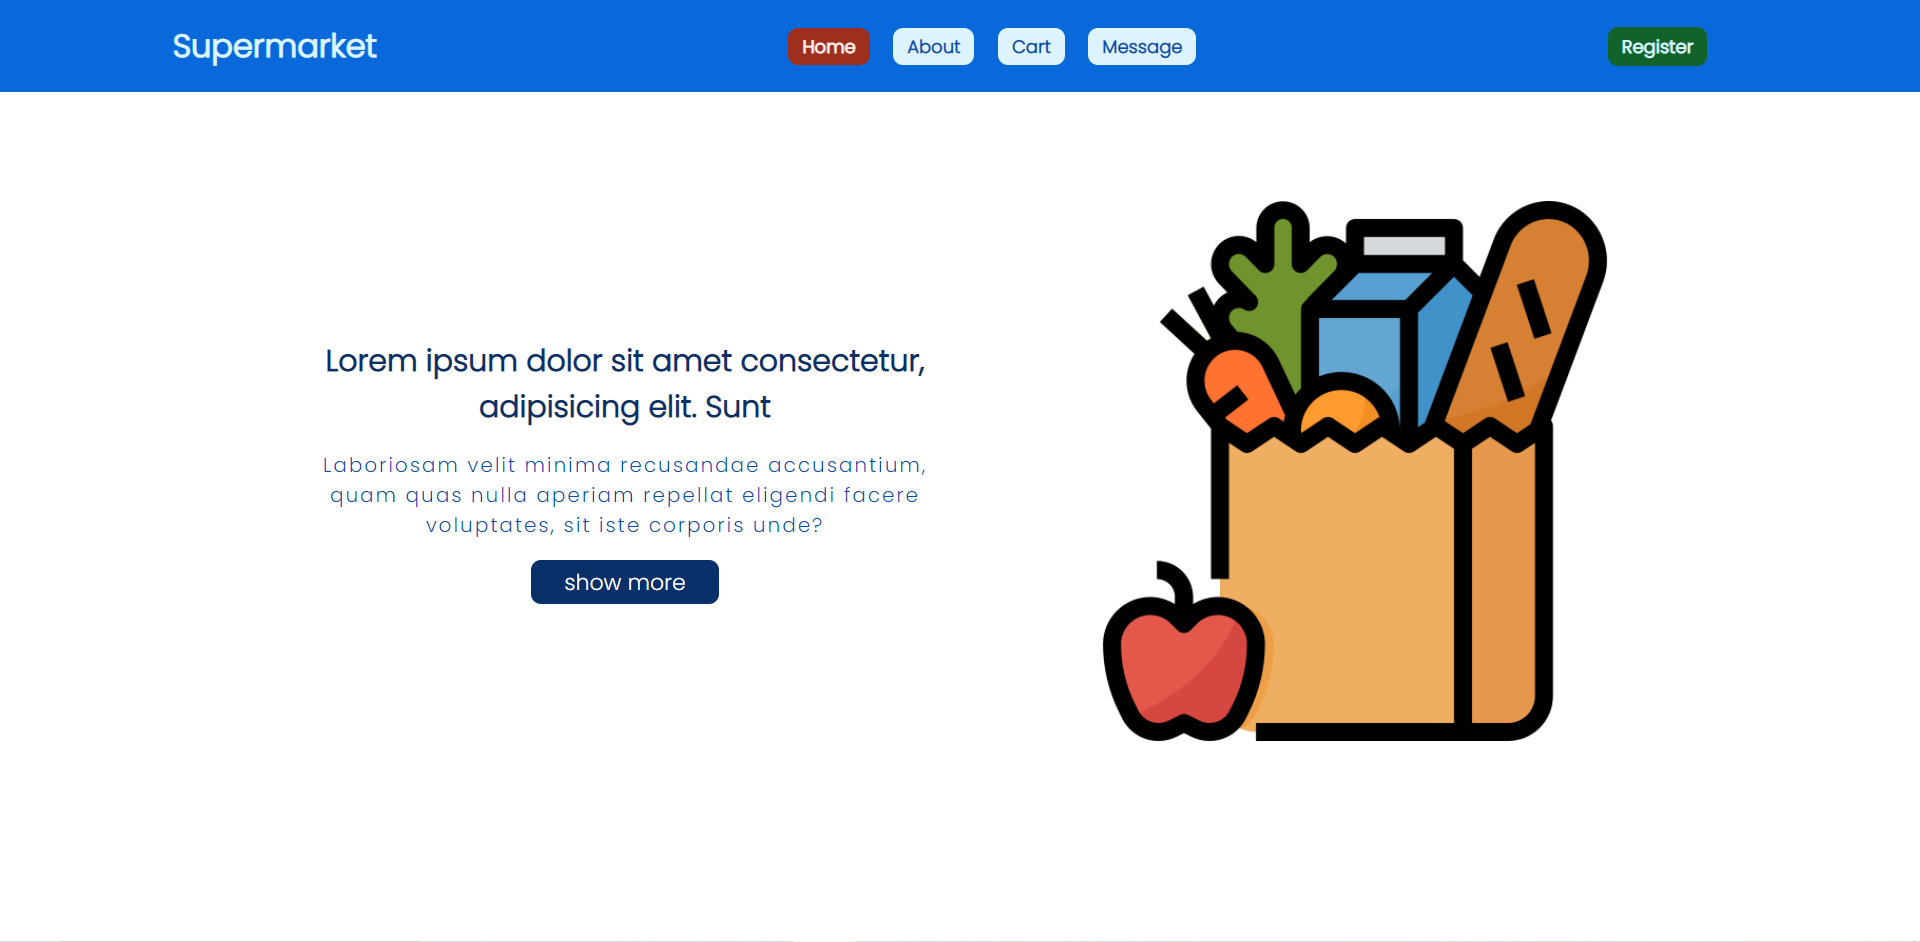 Supermarket
Home
About
Cart
Message
Register
Lorem ipsum dolor sit amet consectetur,
adipisicing elit. Sunt
Laboriosam velit minima recusandae accusantium,
quam quas nulla aperiam repellat eligendi facere
voluptates, sit iste corporis unde?
show more